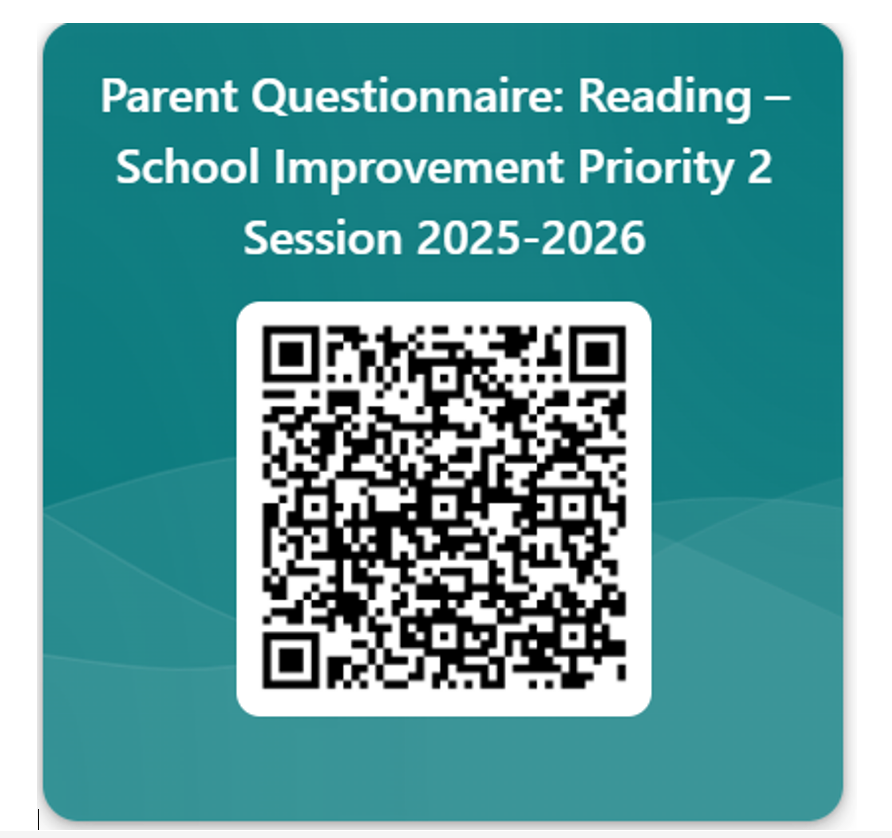 Parent Questionnaire: Reading –
School Improvement Priority 2
Session 2025-2026